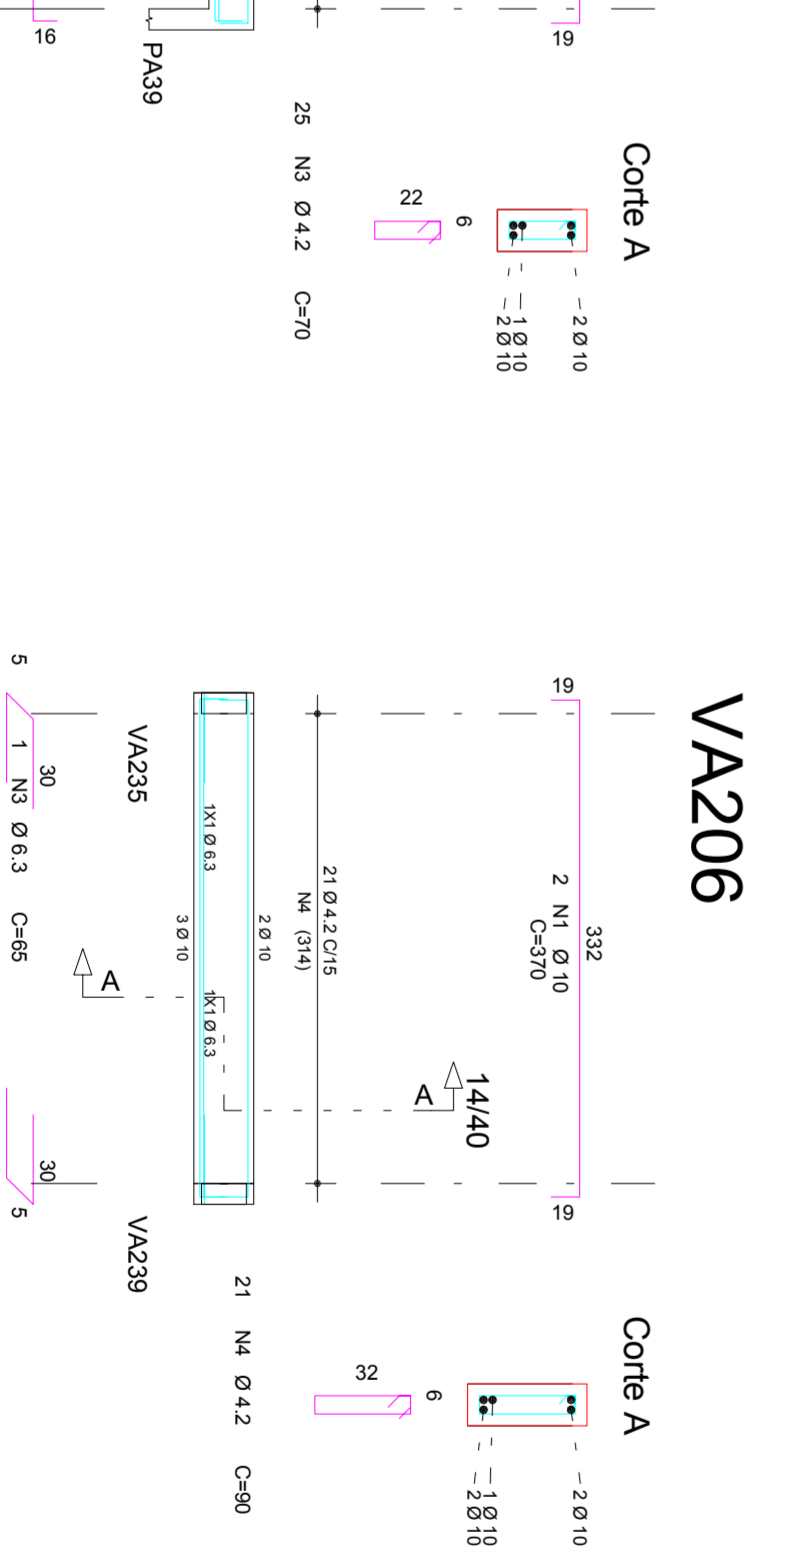 19
16
PA39
Corte A
22
6
2 Ø 10
1 Ø 10
2 Ø 10
25 N3 Ø 4.2 C=70
VA206
19
332
19
2 N1 Ø 10
C=370
14/40
A
21 Ø 4.2 C/15
N4 (314)
2 Ø 10
1X1 Ø 6.3
1X1 Ø 6.3
3 Ø 10
A
VA235
VA239
30
30
5
5
1 N3 Ø 6.3 C=65
Corte A
32
6
2 Ø 10
1 Ø 10
2 Ø 10
21 N4 Ø 4.2 C=90